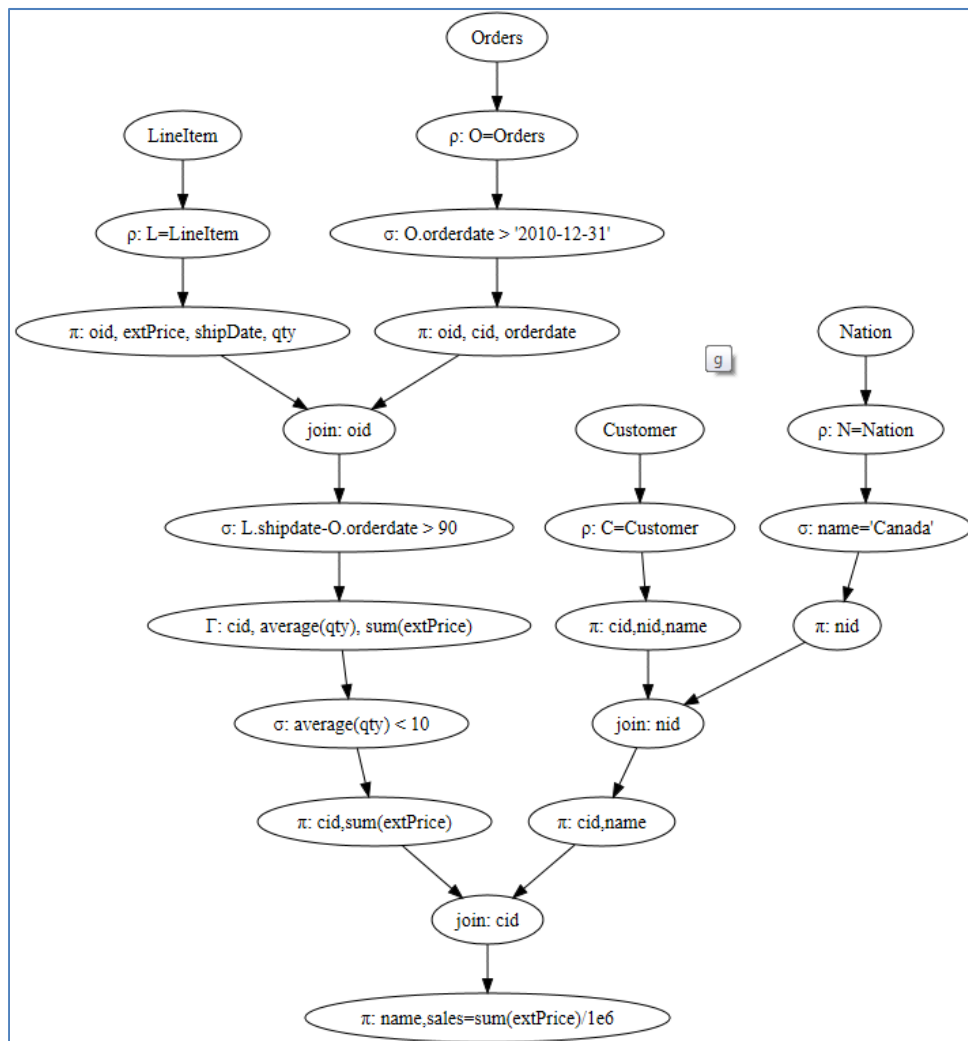 Orders
LineItem
ρ: O=Orders
ρ: L=LineItem
σ: O.orderdate > '2010-12-31'
π: oid, extPrice, shipDate, qty
π: oid, cid, orderdate
Nation
g
join: oid
Customer
ρ: N=Nation
σ: L.shipdate-O.orderdate > 90
ρ: C=Customer
σ: name='Canada'
Γ: cid, average(qty), sum(extPrice)
π: cid,nid,name
π: nid
σ: average(qty) < 10
join: nid
π: cid,sum(extPrice)
π: cid,name
join: cid
π: name,sales=sum(extPrice)/1e6